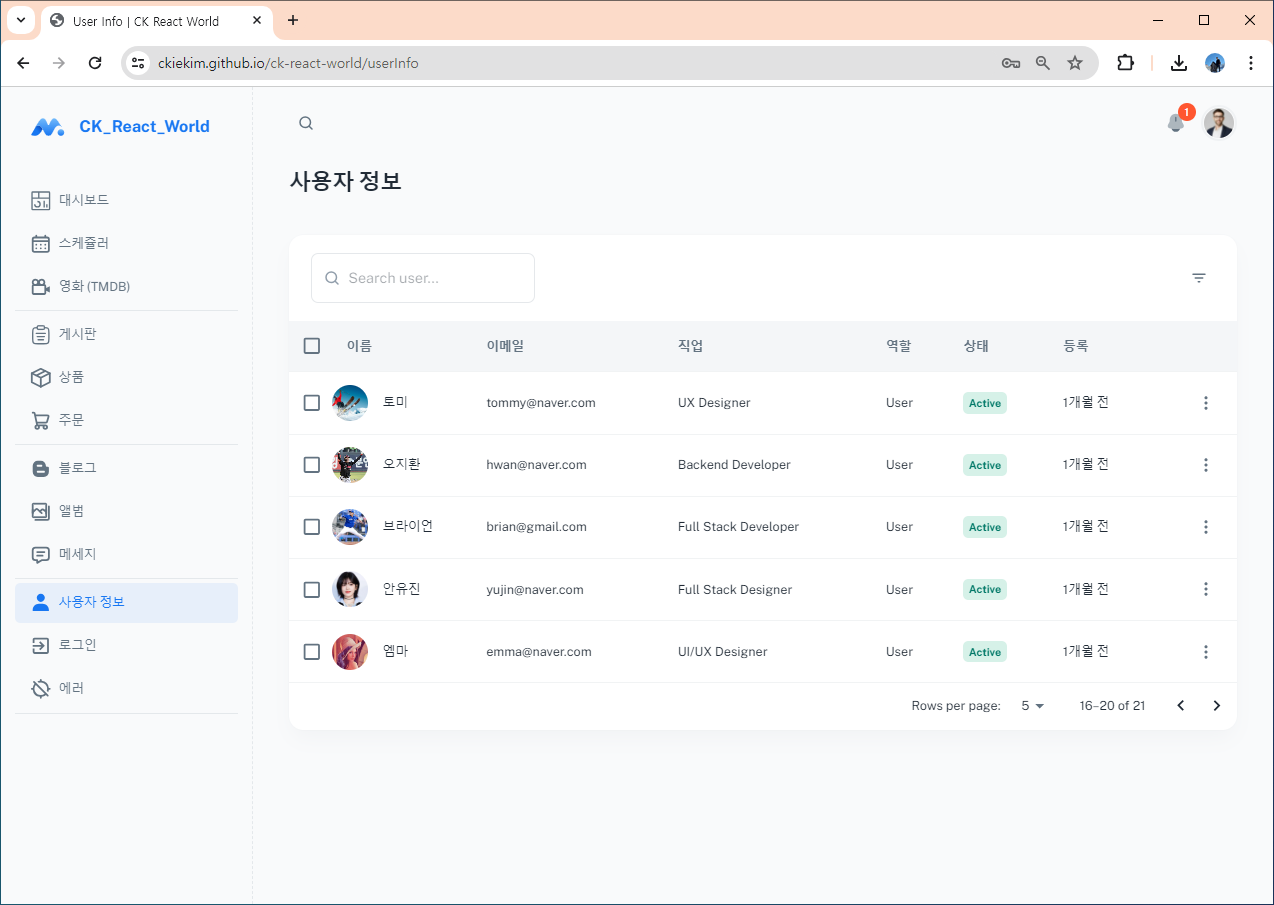 User Info | CK React World
ckiekim.github.io/ck-react-world/userInfo
CK_React_World
1
사용자 정보
대시보드
스케쥴러
영화 (TMDB)
게시판
상품
주문
블로그
앨범
메세지
사용자 정보
로그인
에러
Search user...
이름 이메일 직업 역할 상태 등록
토미 tommy@naver.com UX Designer User Active 1개월 전
오지환 hwan@naver.com Backend Developer User Active 1개월 전
브라이언 brian@gmail.com Full Stack Developer User Active 1개월 전
안유진 yujin@naver.com Full Stack Designer User Active 1개월 전
엠마 emma@naver.com UI/UX Designer User Active 1개월 전
Rows per page: 5 16–20 of 21